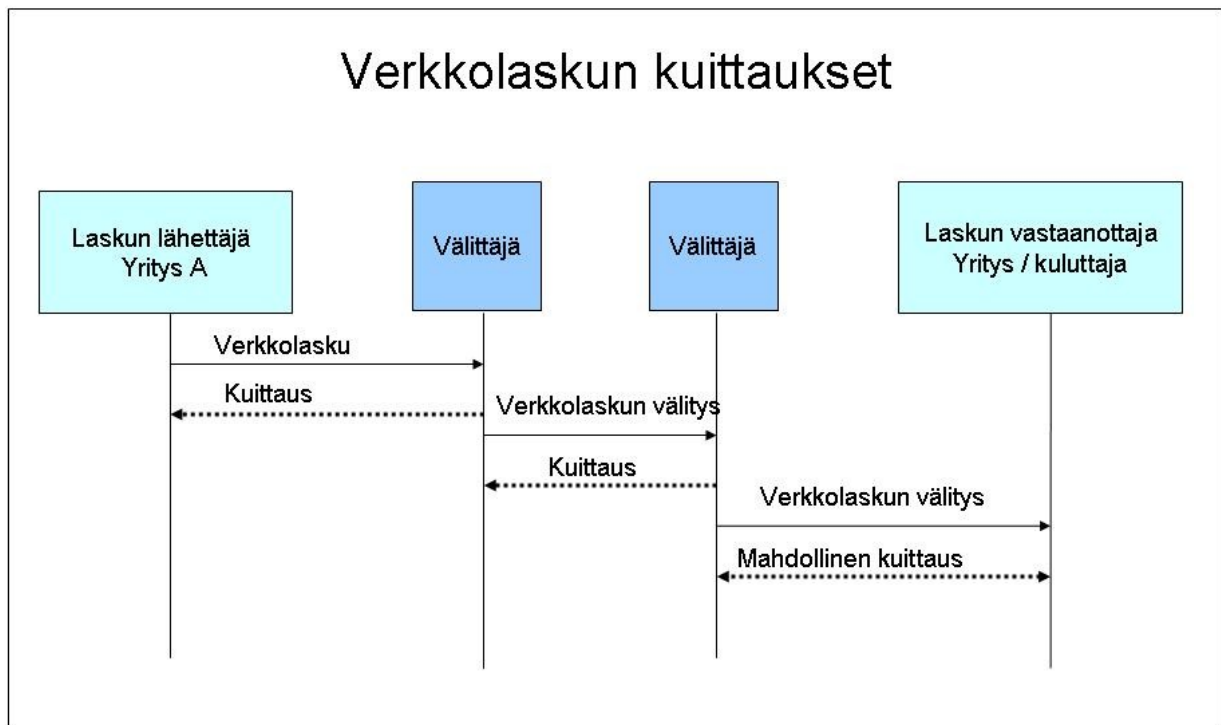 Verkkolaskun kuittaukset
Laskun lähettäjä
Yritys A
Välittäjä
Välittäjä
Laskun vastaanottaja
Yritys / kuluttaja
Verkkolasku
Kuittaus
Verkkolaskun välitys
Kuittaus
Verkkolaskun välitys
Mahdollinen kuittaus